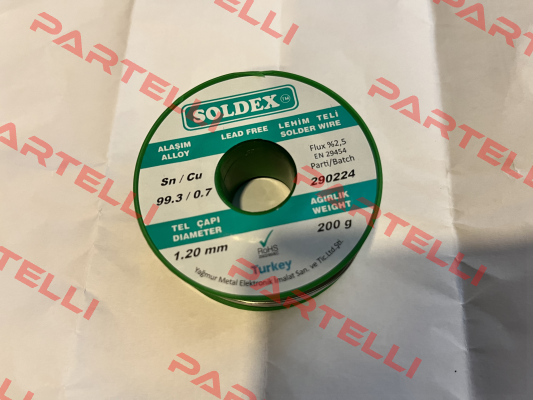 PARTELLI
PARTELLI
SOLDEX TM
ALAŞIM
ALLOY
LEAD FREE
LEHİM TELİ
SOLDER WIRE
Sn / Cu
99.3 / 0.7
Flux %2,5
EN 29454
Parti/Batch
290224
TEL ÇAPI
DIAMETER
1.20 mm
AĞIRLIK
WEIGHT
200 g
RoHS
Turkey
Yağmur Metal Elektronik İmalat San. ve Tic.Ltd.Şti.
PARTELLI
PARTELLI
PARTELLI
PARTELLI
PARTELLI